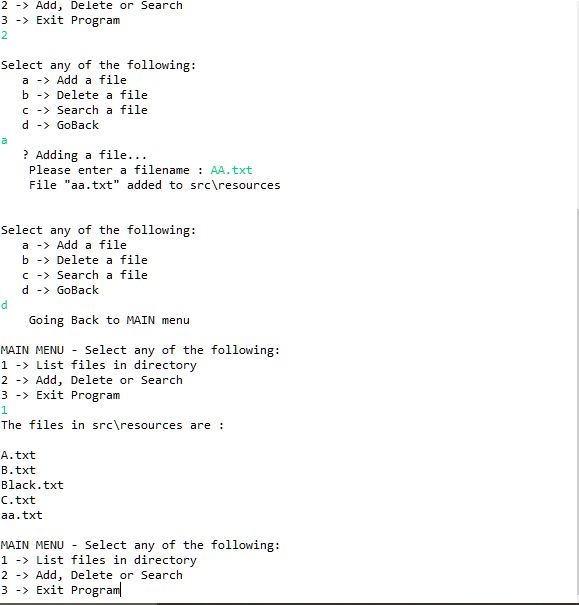 2 -> Add, Delete or Search
3 -> Exit Program
2
Select any of the following:
a -> Add a file
b -> Delete a file
c -> Search a file
d -> GoBack
a
? Adding a file...
Please enter a filename : AA.txt
File "aa.txt" added to src\resources
Select any of the following:
a -> Add a file
b -> Delete a file
c -> Search a file
d -> GoBack
d
Going Back to MAIN menu
MAIN MENU - Select any of the following:
1 -> List files in directory
2 -> Add, Delete or Search
3 -> Exit Program
1
The files in src\resources are :
A.txt
B.txt
Black.txt
C.txt
aa.txt
MAIN MENU - Select any of the following:
1 -> List files in directory
2 -> Add, Delete or Search
3 -> Exit Program